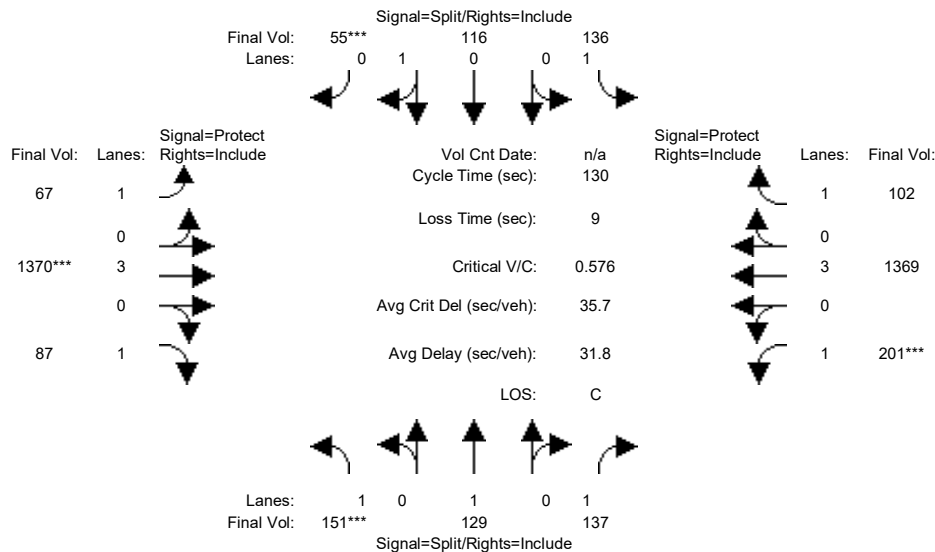 Signal=Split/Rights=Include
Final Vol: 55*** 116 136
Lanes: 0 1 0 0 1
Signal=Protect Signal=Protect
Final Vol: Lanes: Rights=Include Vol Cnt Date: n/a Rights=Include Lanes: Final Vol:
Cycle Time (sec): 130
67 1 1 102
Loss Time (sec): 9
0 0
1370*** 3 Critical V/C: 0.576 3 1369
0 Avg Crit Del (sec/veh): 35.7 0
87 1 Avg Delay (sec/veh): 31.8 1 201***
LOS: C
Lanes: 1 0 1 0 1
Final Vol: 151*** 129 137
Signal=Split/Rights=Include